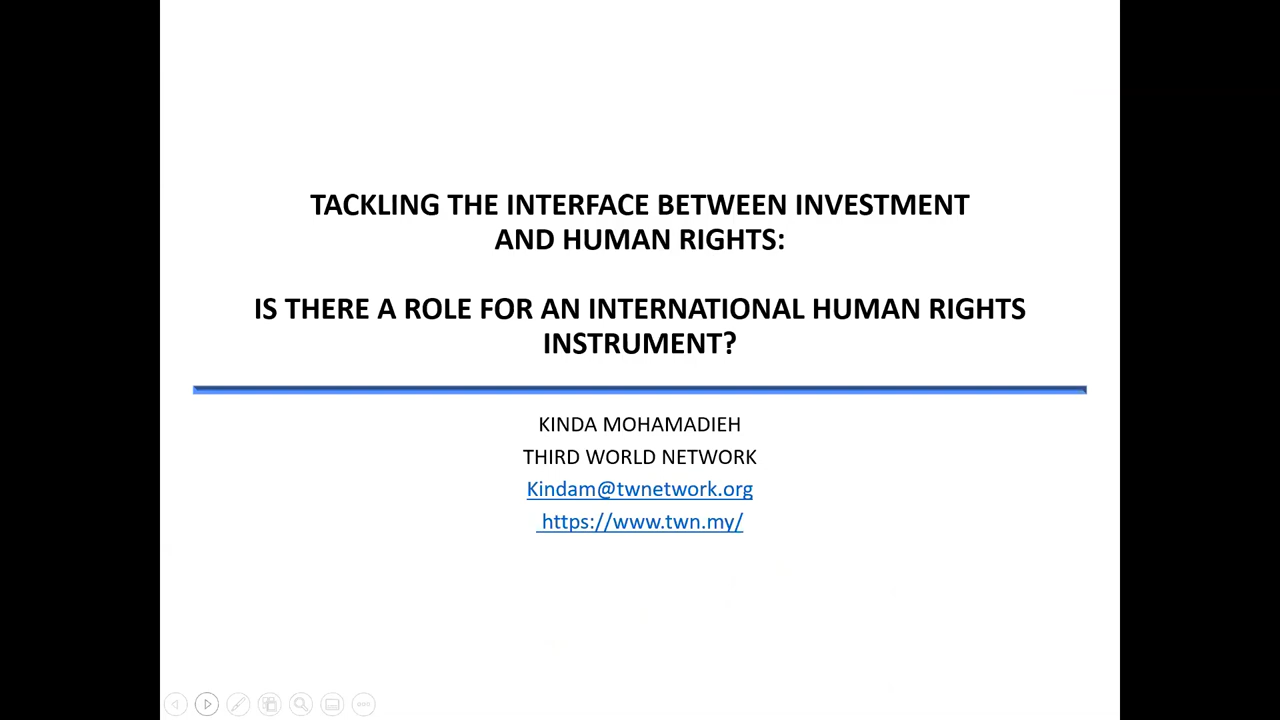 TACKLING THE INTERFACE BETWEEN INVESTMENT
AND HUMAN RIGHTS:
IS THERE A ROLE FOR AN INTERNATIONAL HUMAN RIGHTS
INSTRUMENT?
KINDA MOHAMADIEH
THIRD WORLD NETWORK
Kindam@twnetwork.org
https://www.twn.my/